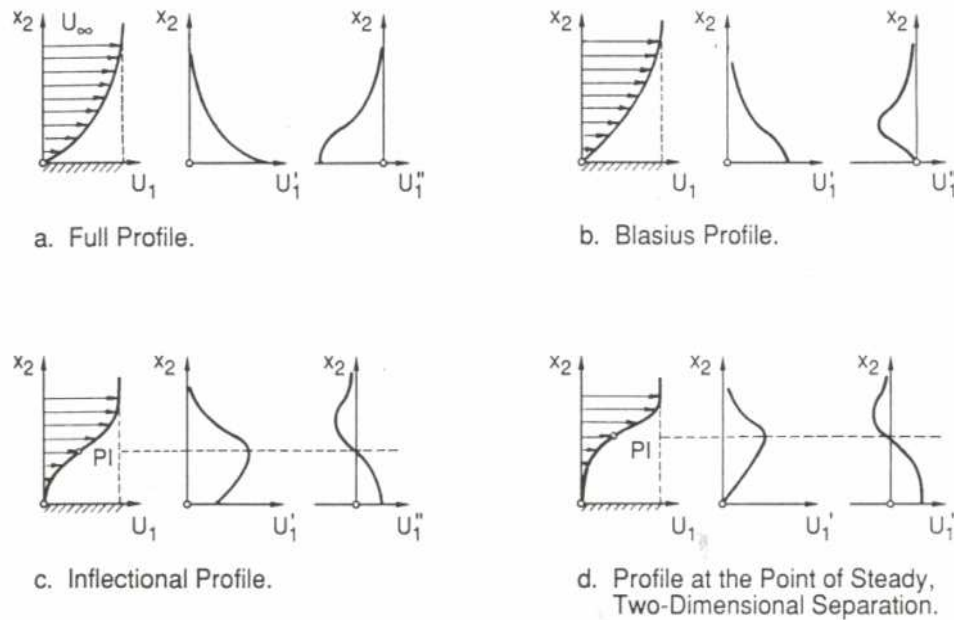 x₂ U∞ x₂ x₂
U₁ U₁' U₁''
a. Full Profile.
x₂ x₂ x₂
U₁ U₁' U₁''
b. Blasius Profile.
x₂ x₂ x₂
PI
U₁ U₁' U₁''
c. Inflectional Profile.
x₂ x₂ x₂
PI
U₁ U₁' U₁'
d. Profile at the Point of Steady,
Two-Dimensional Separation.